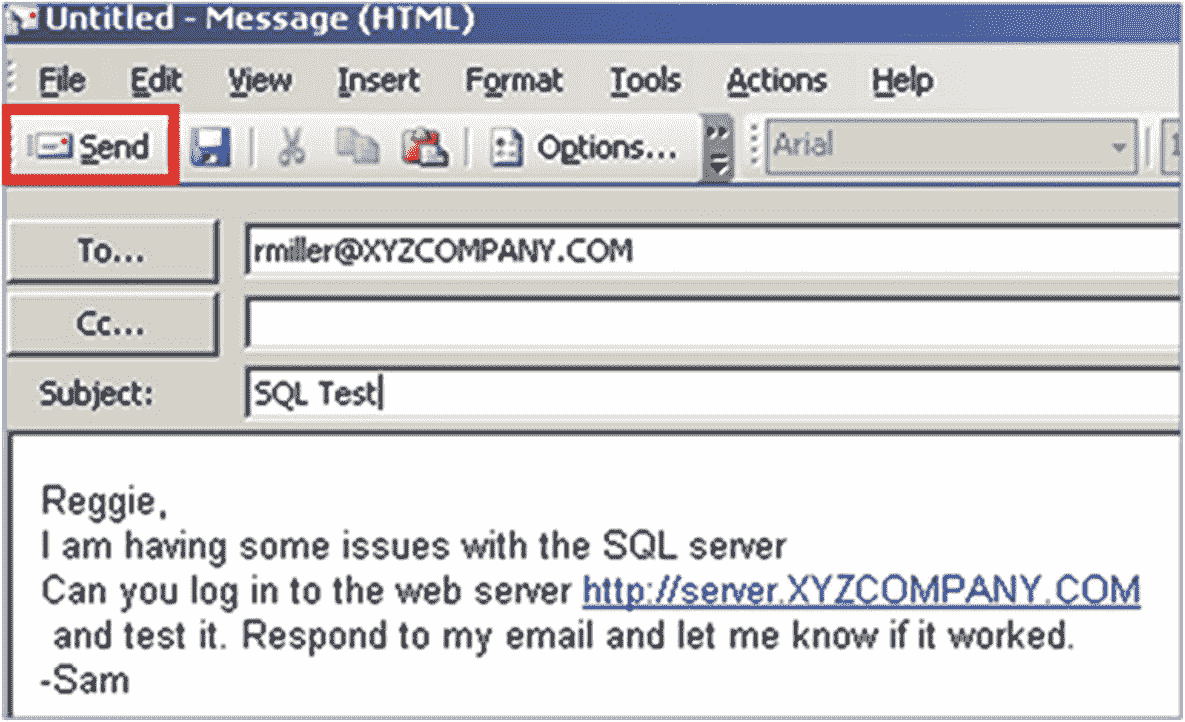 Untitled - Message (HTML)
File Edit View Insert Format Tools Actions Help
Send Options... Arial
To... rmiller@XYZCOMPANY.COM
Cc...
Subject: SQL Test
Reggie,
I am having some issues with the SQL server
Can you log in to the web server http://server.XYZCOMPANY.COM
and test it. Respond to my email and let me know if it worked.
-Sam